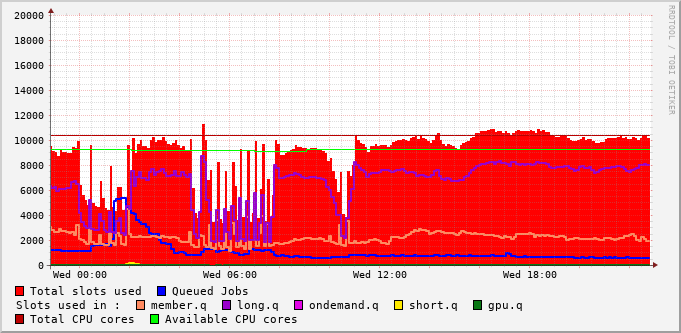 20000
18000
16000
14000
12000
10000
8000
6000
4000
2000
0
Wed 00:00 Wed 06:00 Wed 12:00 Wed 18:00
RRDTOOL / TOBI OETIKER
Total slots used Queued Jobs
Slots used in : member.q long.q ondemand.q short.q gpu.q
Total CPU cores Available CPU cores